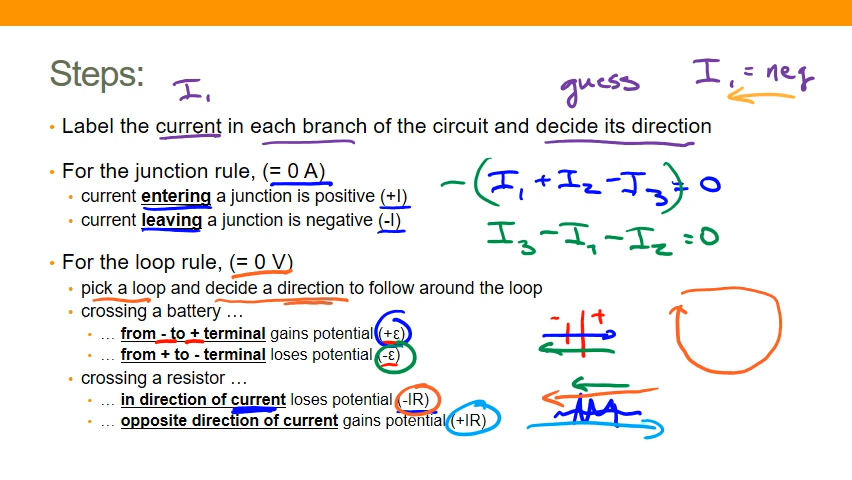 Steps:
I₁
guess
I₁ = neg
• Label the current in each branch of the circuit and decide its direction
• For the junction rule, (= 0 A)
• current entering a junction is positive (+I)
• current leaving a junction is negative (-I)
-(I₁ + I₂ - I₃) = 0
I₃ - I₁ - I₂ = 0
• For the loop rule, (= 0 V)
• pick a loop and decide a direction to follow around the loop
• crossing a battery …
• … from - to + terminal gains potential (+ε)
• … from + to - terminal loses potential (-ε)
- +
• crossing a resistor …
• … in direction of current loses potential (-IR)
• … opposite direction of current gains potential (+IR)